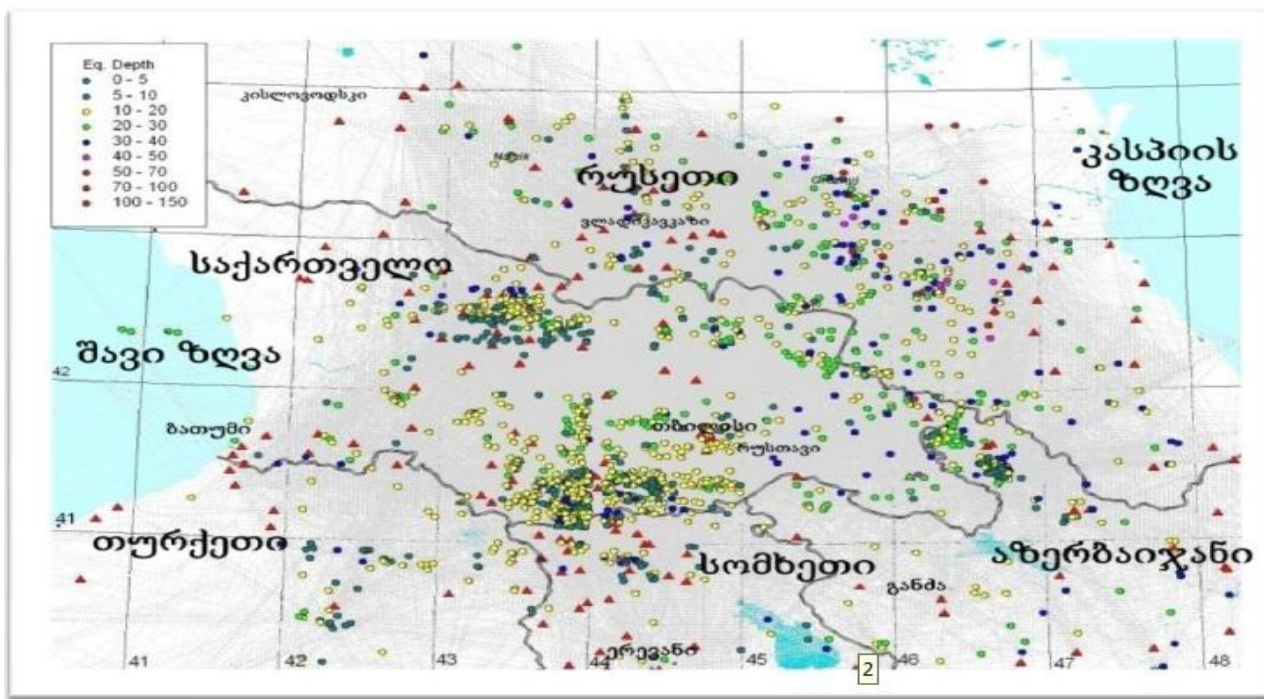 Eq. Depth
0 - 5
5 - 10
10 - 20
20 - 30
30 - 40
40 - 50
50 - 70
70 - 100
100 - 150
კისლოვოდსკი
რუსეთი
კასპიის
ზღვა
ვლადიკავკაზი
საქართველო
შავი ზღვა
42
ბათუმი
თბილისი
რუსთავი
41
თურქეთი
სომხეთი
აზერბაიჯანი
განძა
ერევანი
41
42
43
44
45
46
47
48
2